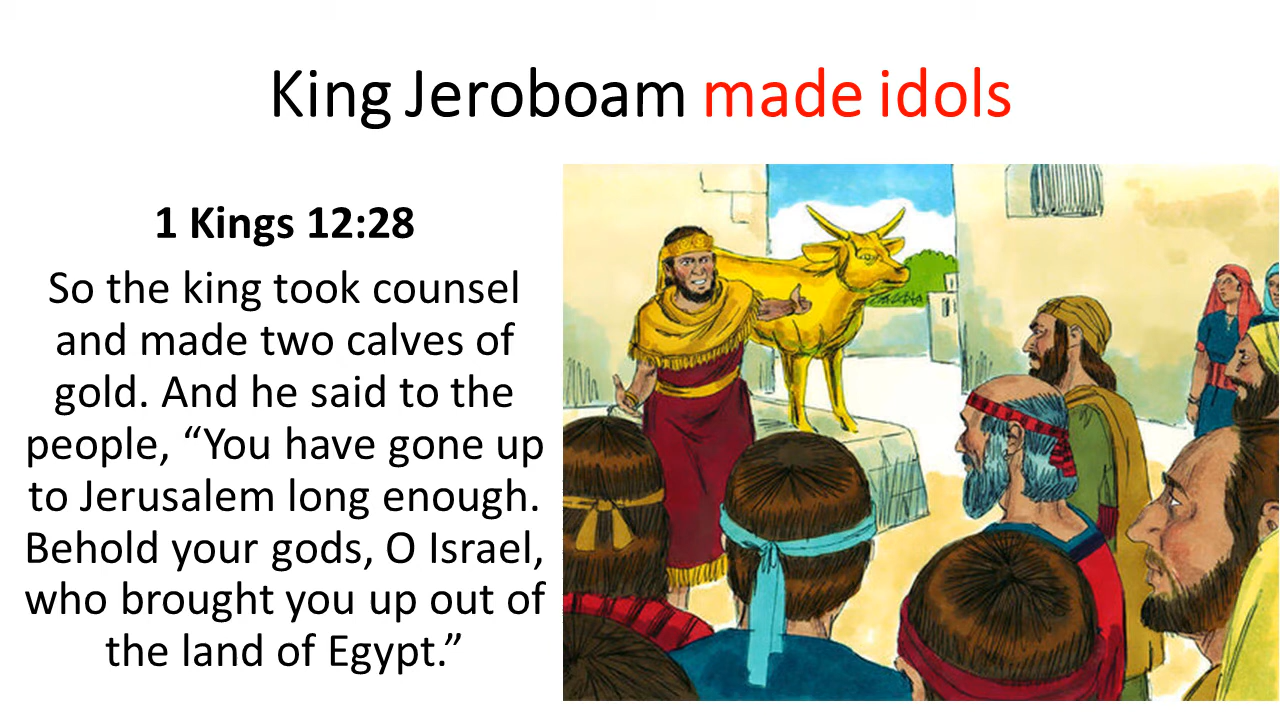 King Jeroboam made idols
1 Kings 12:28
So the king took counsel
and made two calves of
gold. And he said to the
people, “You have gone up
to Jerusalem long enough.
Behold your gods, O Israel,
who brought you up out of
the land of Egypt.”